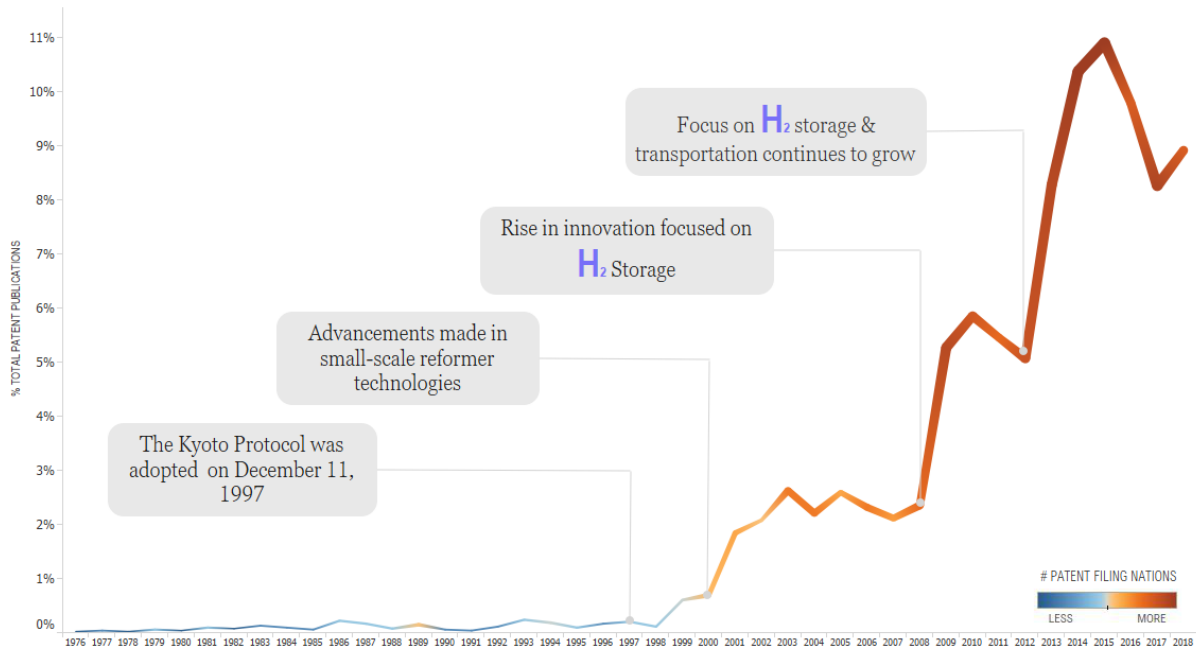 11%
10%
9%
8%
7%
6%
5%
4%
3%
2%
1%
0%
% TOTAL PATENT PUBLICATIONS
Focus on H2 storage &
transportation continues to grow
Rise in innovation focused on
H2 Storage
Advancements made in
small-scale reformer
technologies
The Kyoto Protocol was
adopted on December 11,
1997
# PATENT FILING NATIONS
LESS MORE
1976 1977 1978 1979 1980 1981 1982 1983 1984 1985 1986 1987 1988 1989 1990 1991 1992 1993 1994 1995 1996 1997 1998 1999 2000 2001 2002 2003 2004 2005 2006 2007 2008 2009 2010 2011 2012 2013 2014 2015 2016 2017 2018